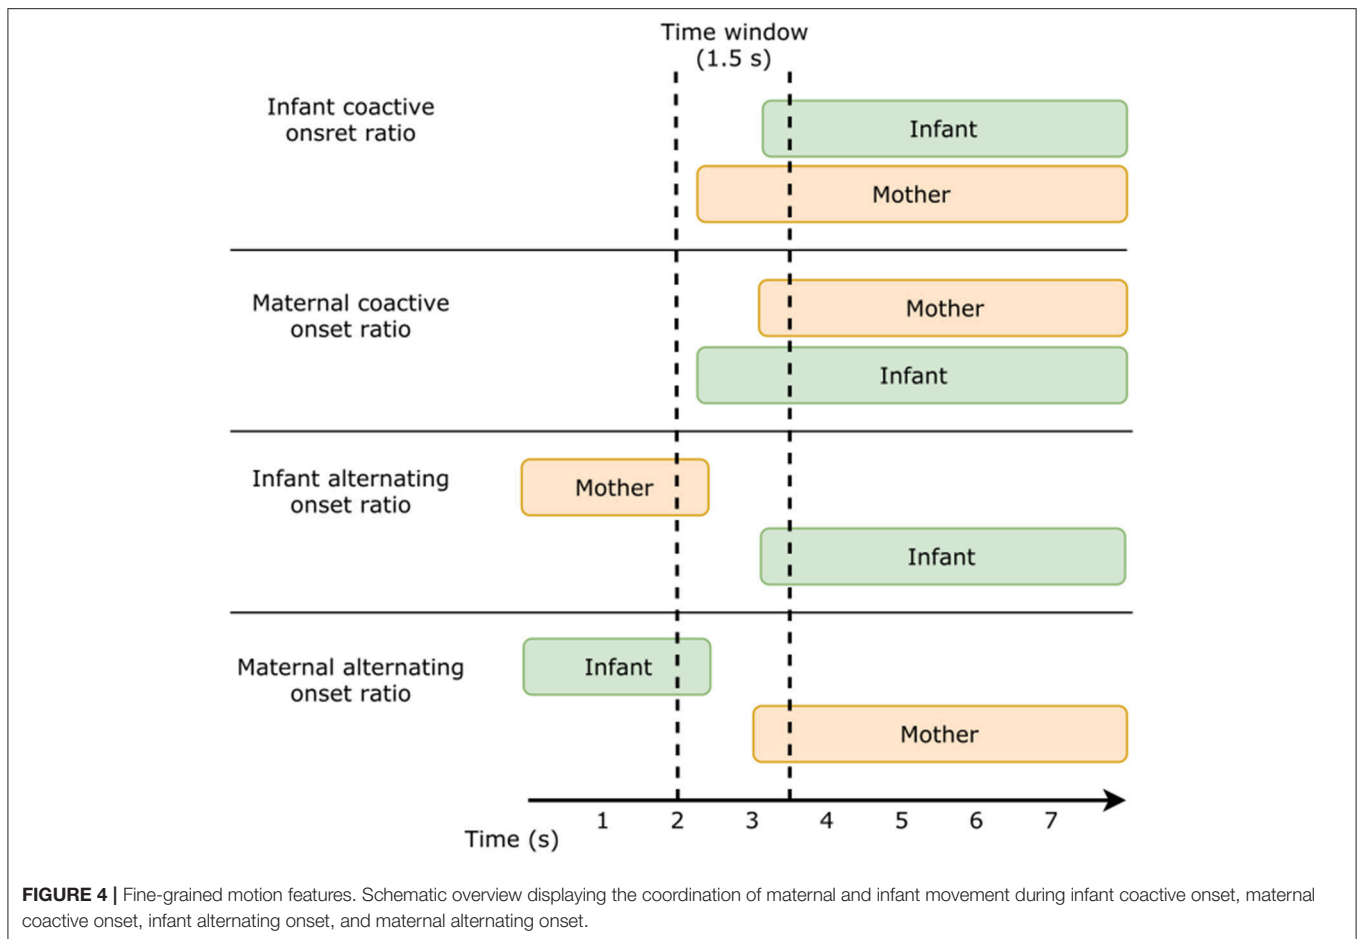 Time window
(1.5 s)
Infant coactive
onsret ratio
Infant
Mother
Maternal coactive
onset ratio
Mother
Infant
Infant alternating
onset ratio
Mother
Infant
Maternal alternating
onset ratio
Infant
Mother
1 2 3 4 5 6 7
Time (s)
FIGURE 4 | Fine-grained motion features. Schematic overview displaying the coordination of maternal and infant movement during infant coactive onset, maternal
coactive onset, infant alternating onset, and maternal alternating onset.